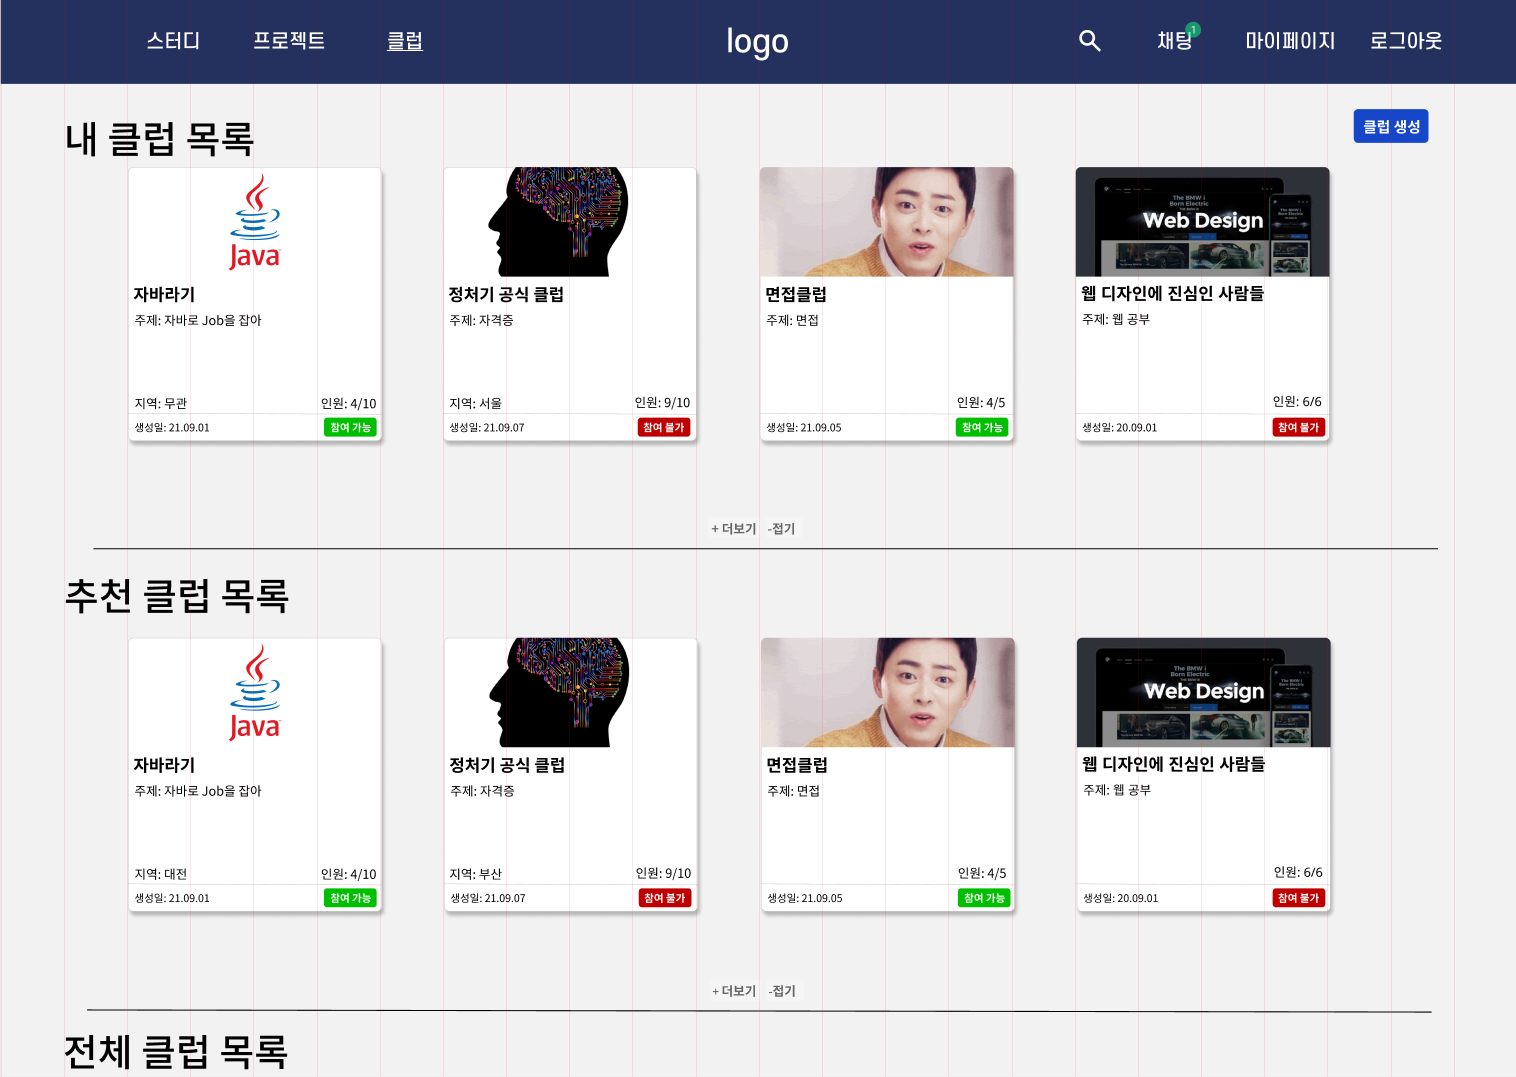 스터디 프로젝트 클럽 logo 채팅 1 마이페이지 로그아웃
내 클럽 목록 클럽 생성
Java
자바라기
주제: 자바로 Job을 잡아
지역: 무관 인원: 4/10
생성일: 21.09.01 참여 가능
정처기 공식 클럽
주제: 자격증
지역: 서울 인원: 9/10
생성일: 21.09.07 참여 불가
면접클럽
주제: 면접
인원: 4/5
생성일: 21.09.05 참여 가능
The BMW i
Born Electric
Web Design
웹 디자인에 진심인 사람들
주제: 웹 공부
인원: 6/6
생성일: 20.09.01 참여 불가
+ 더보기 -접기
추천 클럽 목록
Java
자바라기
주제: 자바로 Job을 잡아
지역: 대전 인원: 4/10
생성일: 21.09.01 참여 가능
정처기 공식 클럽
주제: 자격증
지역: 부산 인원: 9/10
생성일: 21.09.07 참여 불가
면접클럽
주제: 면접
인원: 4/5
생성일: 21.09.05 참여 가능
The BMW i
Born Electric
Web Design
웹 디자인에 진심인 사람들
주제: 웹 공부
인원: 6/6
생성일: 20.09.01 참여 불가
+ 더보기 -접기
전체 클럽 목록